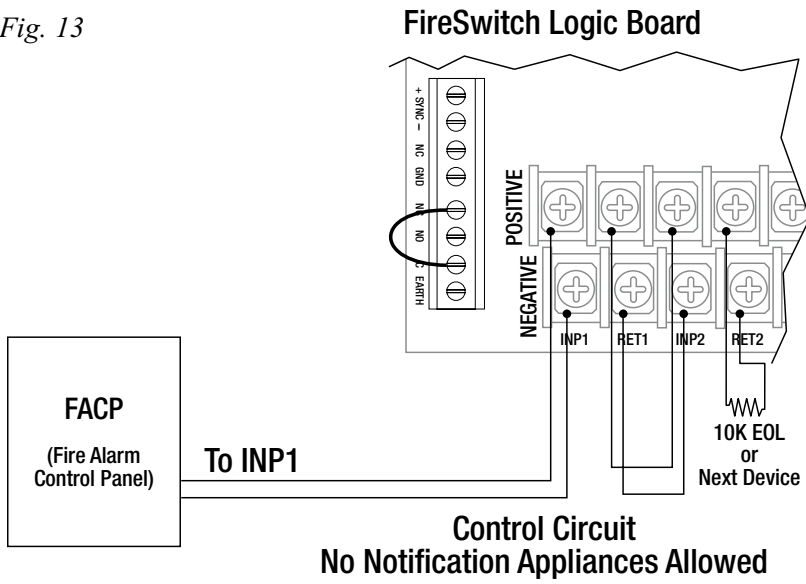 Fig. 13
FireSwitch Logic Board
+ SYNC –
NC
GND
NO
C
EARTH
POSITIVE
NEGATIVE
INP1
RET1
INP2
RET2
FACP
(Fire Alarm
Control Panel)
To INP1
10K EOL
or
Next Device
Control Circuit
No Notification Appliances Allowed